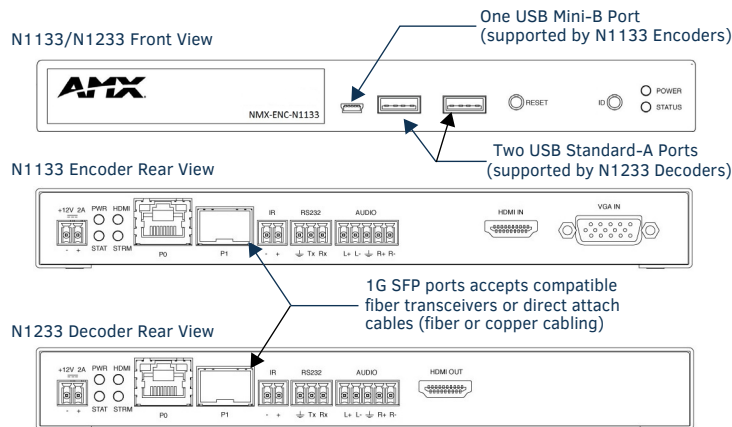 One USB Mini-B Port
(supported by N1133 Encoders)
N1133/N1233 Front View
AMX
NMX-ENC-N1133
RESET
ID
POWER
STATUS
Two USB Standard-A Ports
(supported by N1233 Decoders)
N1133 Encoder Rear View
+12V 2A PWR HDMI
IR RS232 AUDIO
HDMI IN
VGA IN
- + STAT STRM P0 P1 - + Tx Rx L+ L- R+ R-
1G SFP ports accepts compatible
fiber transceivers or direct attach
cables (fiber or copper cabling)
N1233 Decoder Rear View
+12V 2A PWR HDMI
IR RS232 AUDIO
HDMI OUT
- + STAT STRM P0 P1 - + Tx Rx L+ L- R+ R-